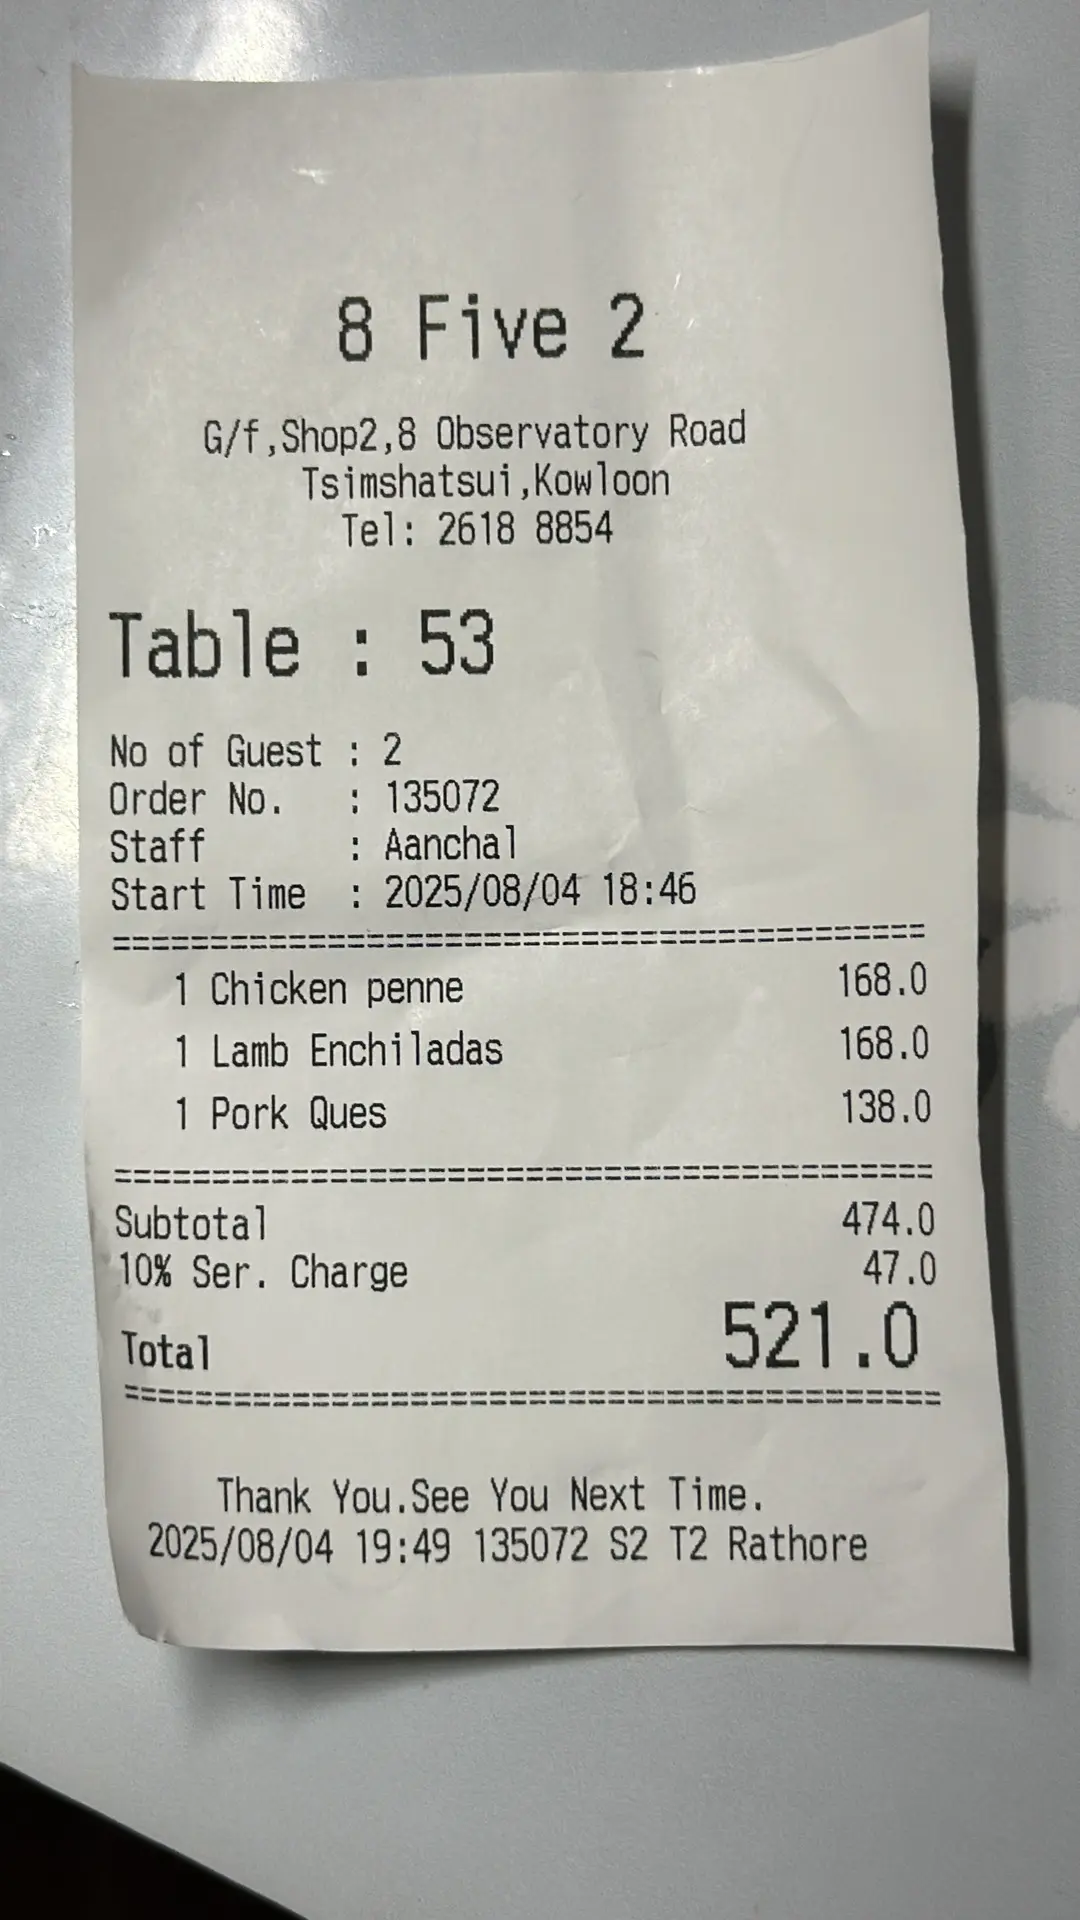 8 Five 2
G/f,Shop2,8 Observatory Road
Tsimshatsui,Kowloon
Tel: 2618 8854
Table : 53
No of Guest : 2
Order No. : 135072
Staff : Aanchal
Start Time : 2025/08/04 18:46
==========================================
1 Chicken penne 168.0
1 Lamb Enchiladas 168.0
1 Pork Ques 138.0
==========================================
Subtotal 474.0
10% Ser. Charge 47.0
Total 521.0
==========================================
Thank You.See You Next Time.
2025/08/04 19:49 135072 S2 T2 Rathore